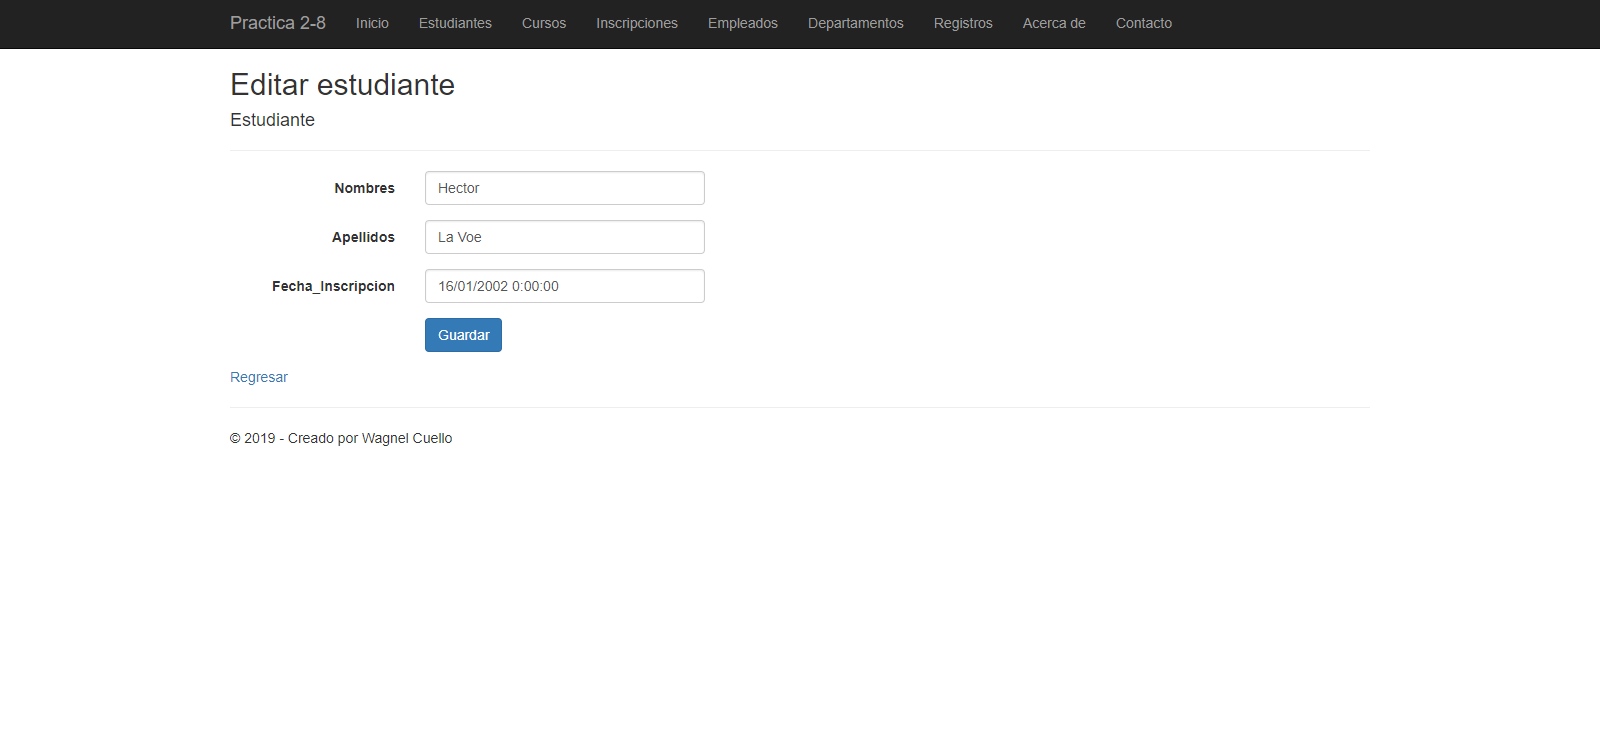 Practica 2-8 Inicio Estudiantes Cursos Inscripciones Empleados Departamentos Registros Acerca de Contacto
Editar estudiante
Estudiante
Nombres Hector
Apellidos La Voe
Fecha_Inscripcion 16/01/2002 0:00:00
Guardar
Regresar
© 2019 - Creado por Wagnel Cuello